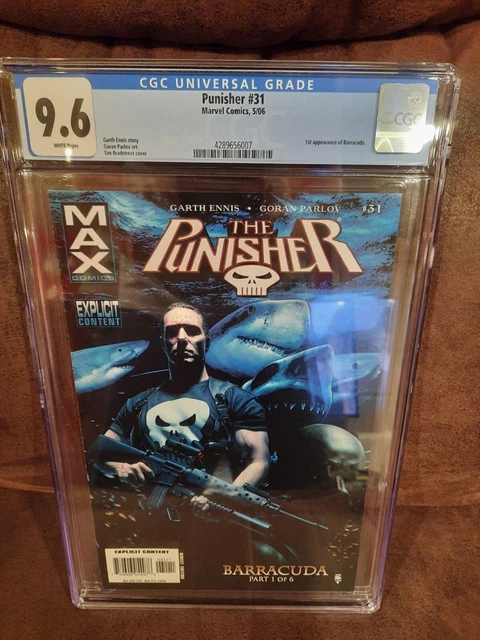 CGC UNIVERSAL GRADE
9.6
WHITE Pages
Punisher #31
Marvel Comics, 5/06
Garth Ennis story
Goran Parlov art
Tim Bradstreet cover
4289656007
1st appearance of Barracuda
CGC
GARTH ENNIS • GORAN PARLOV #31
MAX
COMICS
THE
PUNISHER
EXPLICIT
CONTENT
EXPLICIT CONTENT
BARRACUDA
PART 1 OF 6